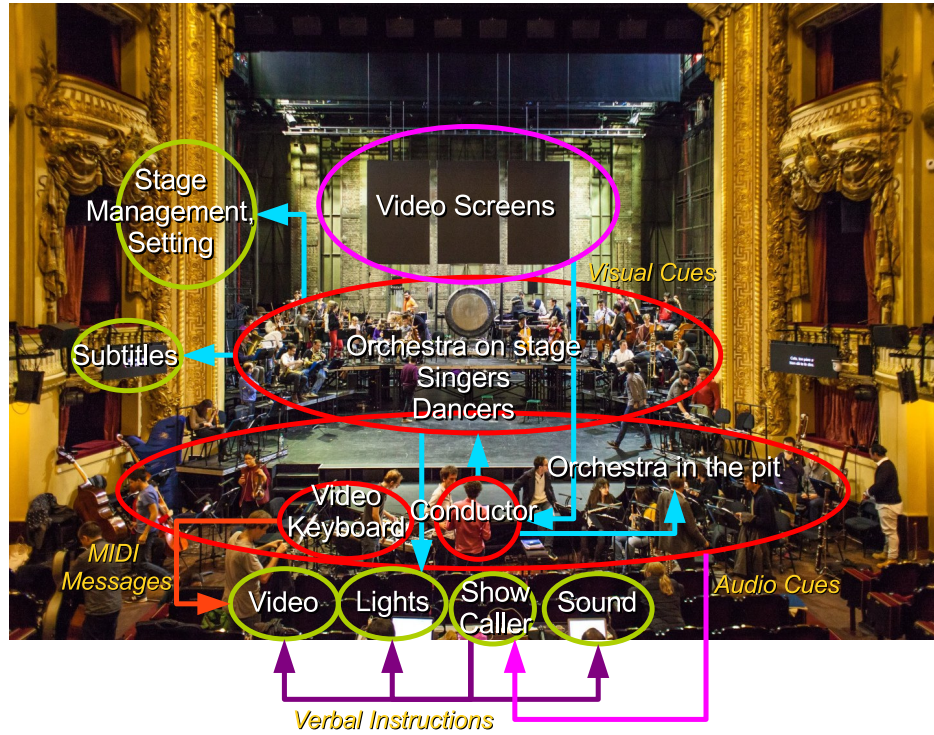 Stage
Management,
Setting
Video Screens
Visual Cues
Subtitles
Orchestra on stage
Singers
Dancers
Orchestra in the pit
Video
Keyboard
Conductor
MIDI
Messages
Audio Cues
Video
Lights
Show
Caller
Sound
Verbal Instructions